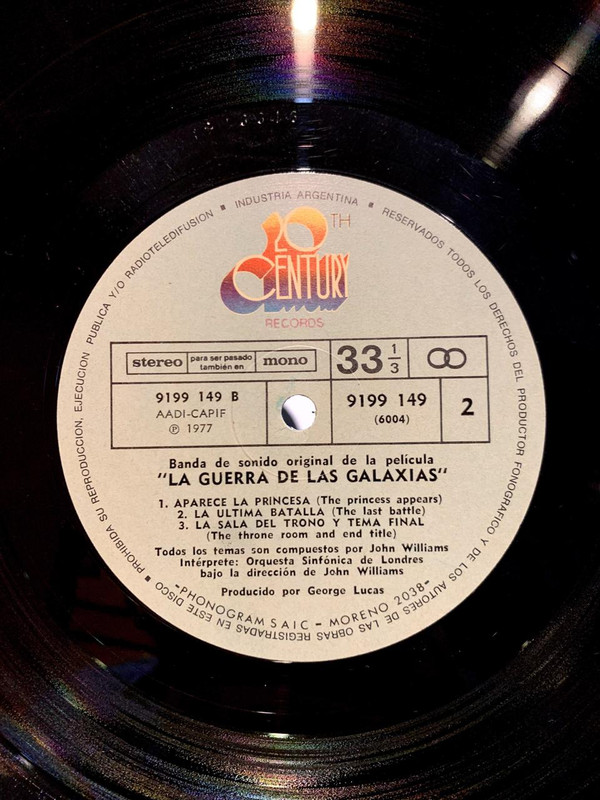 20TH
CENTURY
RECORDS
stereo
para ser pasado
también en
mono
33 1/3
9199 149 B
AADI-CAPIF
℗ 1977
9199 149
(6004)
2
Banda de sonido original de la película
"LA GUERRA DE LAS GALAXIAS"
1. APARECE LA PRINCESA (The princess appears)
2. LA ULTIMA BATALLA (The last battle)
3. LA SALA DEL TRONO Y TEMA FINAL
(The throne room and end title)
Todos los temas son compuestos por John Williams
Intérprete: Orquesta Sinfónica de Londres
bajo la dirección de John Williams
Producido por George Lucas
-PHONOGRAM SAIC - MORENO 2038-
INDUSTRIA ARGENTINA ■ RESERVADOS TODOS LOS DERECHOS DEL PRODUCTOR FONOGRAFICO Y DE LOS AUTORES DE LAS OBRAS REGISTRADAS EN ESTE DISCO ■ PROHIBIDA SU REPRODUCCION, EJECUCION PUBLICA Y/O RADIOTELEDIFUSION ■